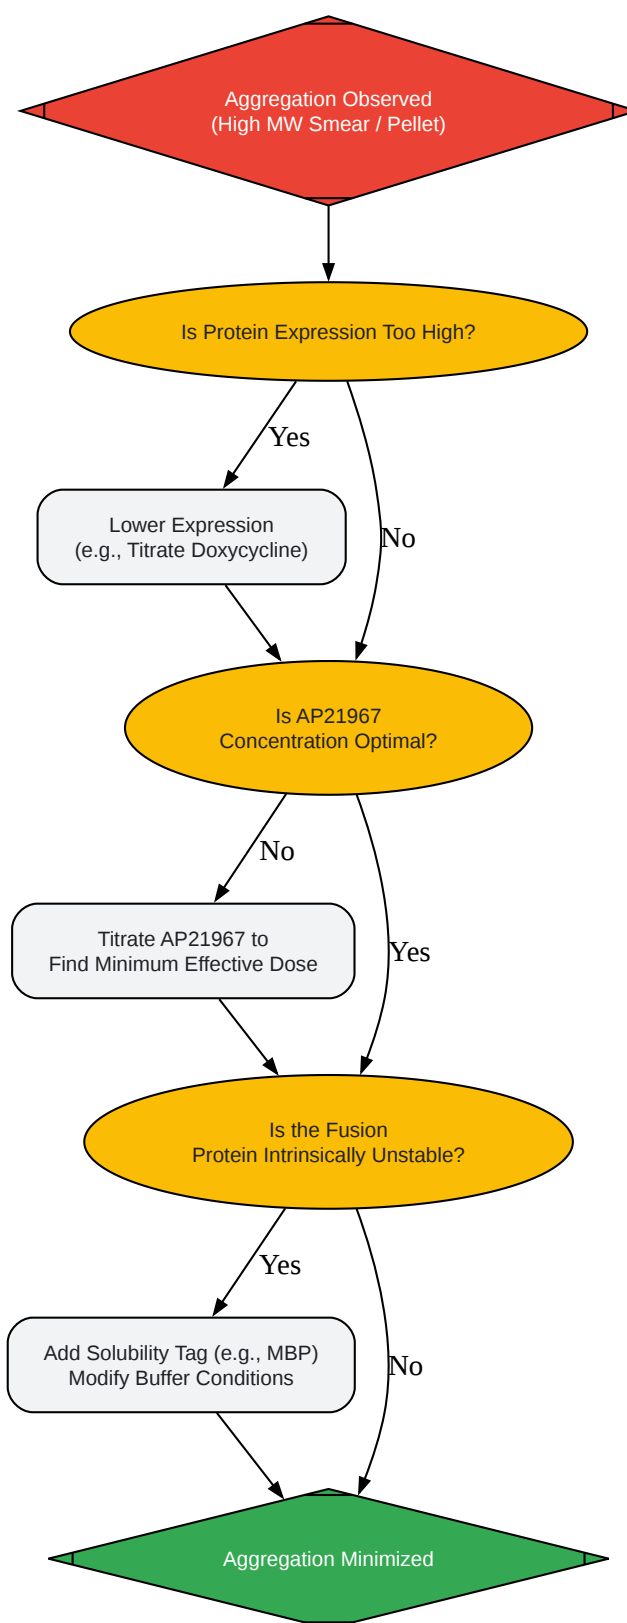 Aggregation Observed
(High MW Smear / Pellet)
Is Protein Expression Too High?
Yes
Lower Expression
(e.g., Titrate Doxycycline)
No
Is AP21967
Concentration Optimal?
No
Titrate AP21967 to
Find Minimum Effective Dose
Yes
Is the Fusion
Protein Intrinsically Unstable?
Yes
Add Solubility Tag (e.g., MBP)
Modify Buffer Conditions
No
Aggregation Minimized